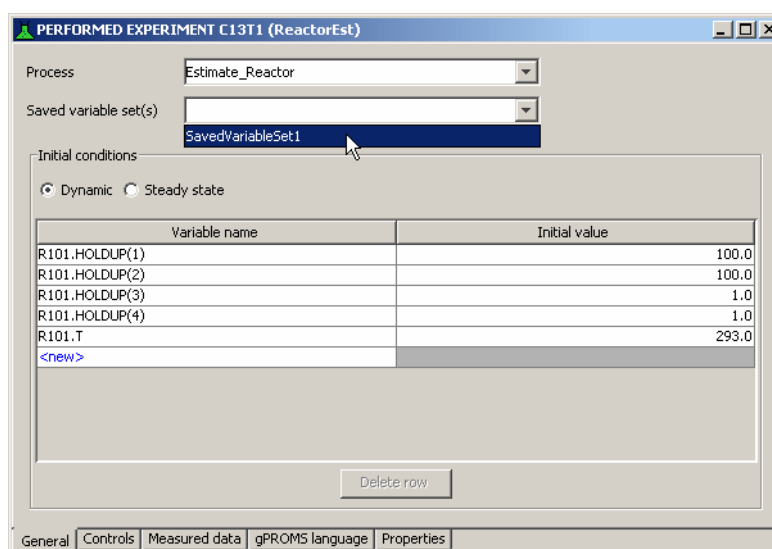 PERFORMED EXPERIMENT C13T1 (ReactorEst)
Process Estimate_Reactor
Saved variable set(s)
SavedVariableSet1
Initial conditions
Dynamic Steady state
Variable name Initial value
R101.HOLDUP(1) 100.0
R101.HOLDUP(2) 100.0
R101.HOLDUP(3) 1.0
R101.HOLDUP(4) 1.0
R101.T 293.0
<new>
Delete row
General Controls Measured data gPROMS language Properties